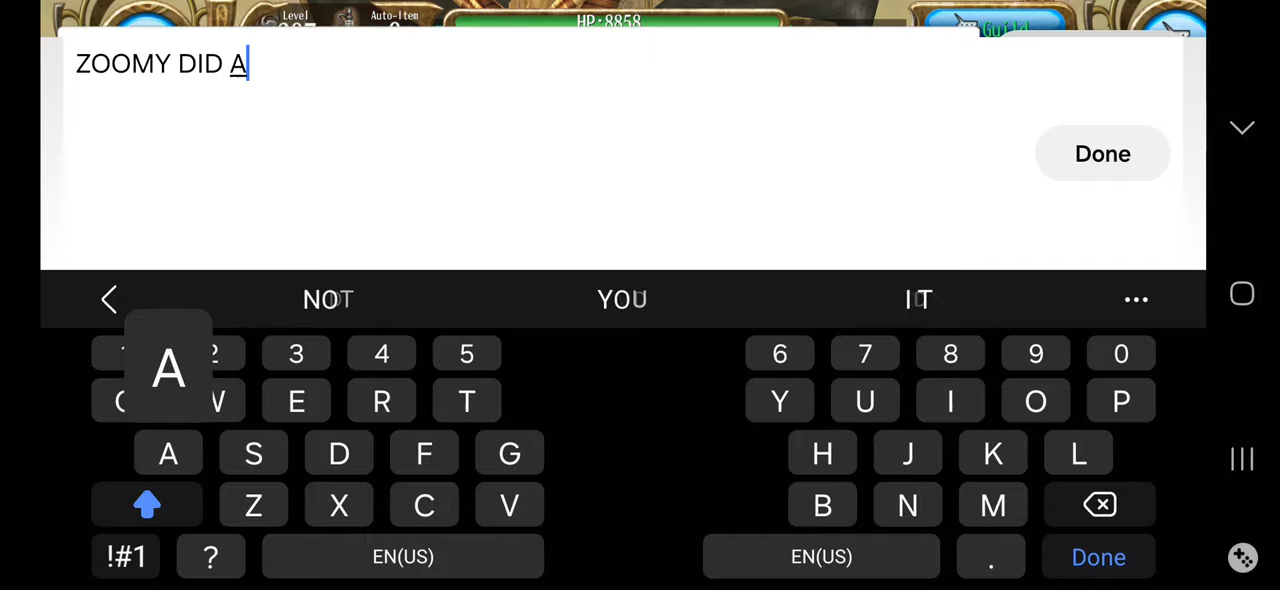 Level
Auto-Item
HP:8858
Guild
ZOOMY DID A
Done
NOT YOU IT
A
3 4 5 6 7 8 9 0
E R T Y U I O P
A S D F G H J K L
Z X C V B N M
!#1 ? EN(US) EN(US) . Done